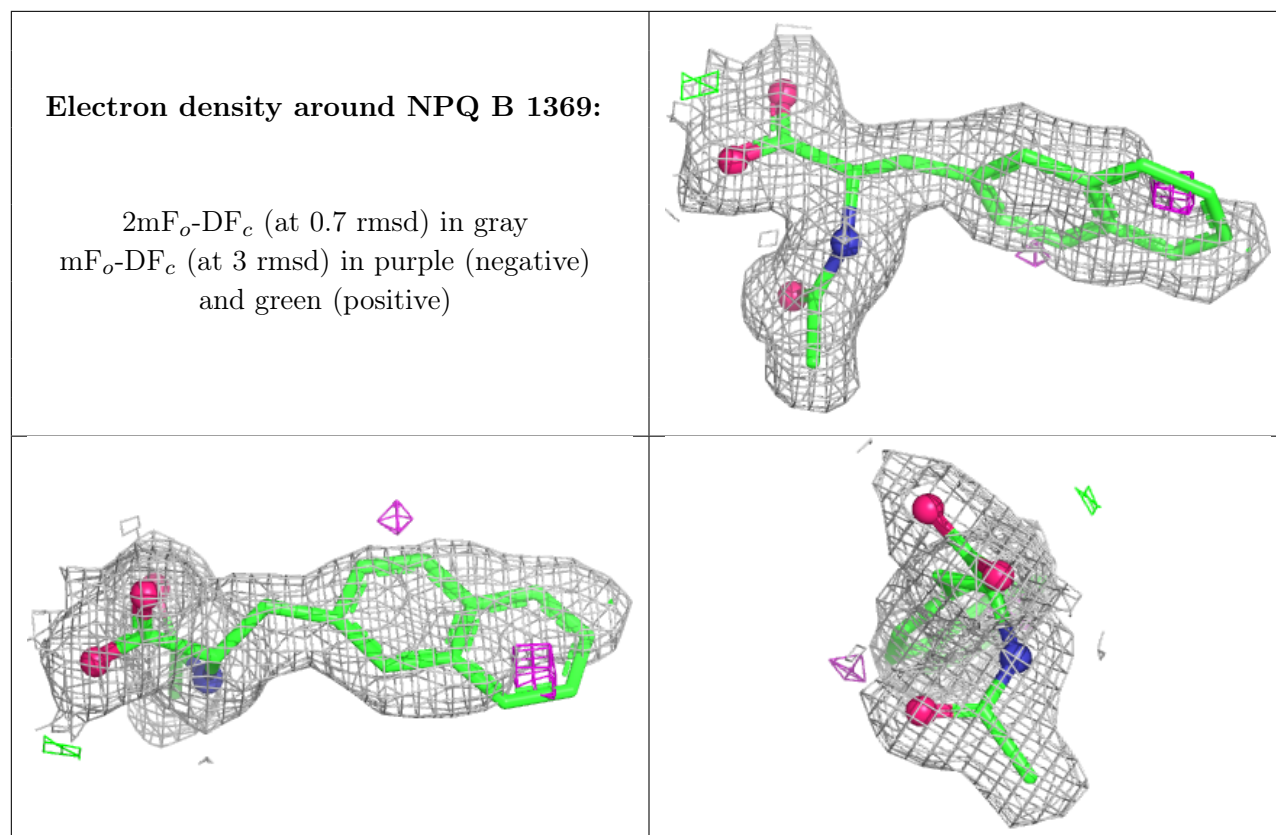 Electron density around NPQ B 1369:
2mFₒ-DF𝒸 (at 0.7 rmsd) in gray
mFₒ-DF𝒸 (at 3 rmsd) in purple (negative)
and green (positive)